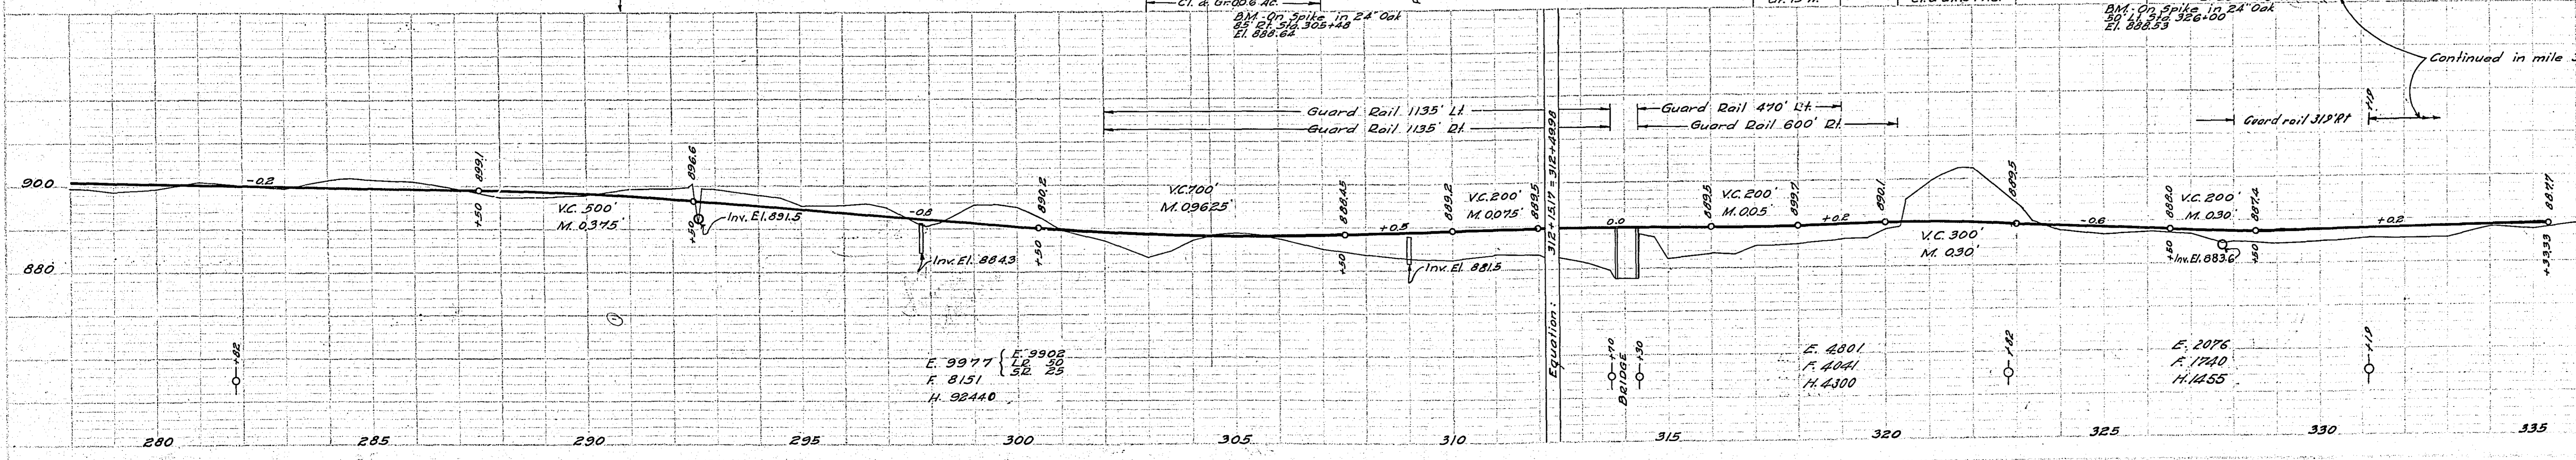 B.M.-On Spike in 24" Oak
85' Rt. Sta. 305+48
El. 888.64
B.M.-On Spike in 24" Oak
50' Lt. Sta. 326+00
El. 888.53
Continued in mile
Guard Rail 1135' Lt.
Guard Rail 1135' Rt.
Guard Rail 470' Lt.
Guard Rail 600' Rt.
Guard rail 319' Rt
+19
900
880
-0.2
899.1
+50
V.C. 500'
M. 0.375'
896.6
+50
Inv. El. 891.5
-0.8
Inv. El. 884.3
890.2
+50
V.C. 700'
M. 0.9625'
888.45
+50
+0.5
Inv. El. 881.5
889.2
V.C. 200'
M. 0.075'
889.5
Equation: 312+15.17 = 312+49.98
0.0
889.5
V.C. 200'
M. 0.05'
899.7
+0.2
890.1
V.C. 300'
M. 0.90'
889.5
-0.6
888.0
+50
V.C. 200'
M. 0.30'
Inv. El. 883.6
887.4
+50
+0.2
887.7
+33.33
+82
E. 9977 { E. 9902
L.R. 50
S.R. 25
F. 8151
H. 92440
+70
BRIDGE
+30
E. 4801
F. 4041
H. 4300
+82
E. 2076
F. 1740
H. 1455
+19
280 285 290 295 300 305 310 315 320 325 330 335